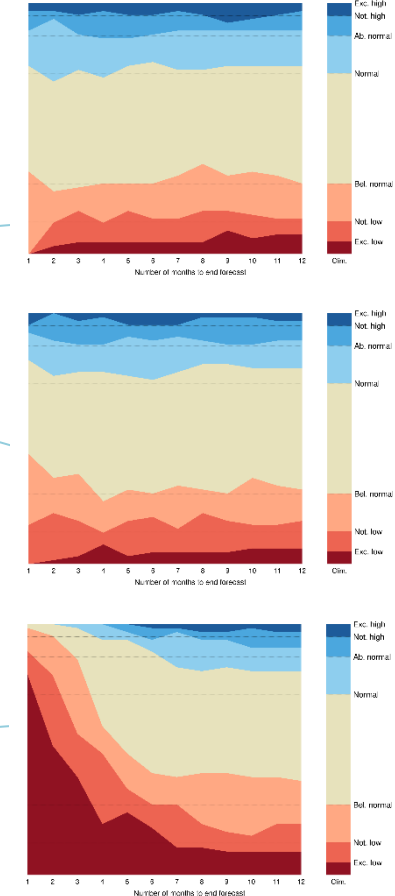 Exc. high
Not. high
Ab. normal
Normal
Bel. normal
Not. low
Exc. low
1 2 3 4 5 6 7 8 9 10 11 12 Clim.
Number of months to end forecast
Exc. high
Not. high
Ab. normal
Normal
Bel. normal
Not. low
Exc. low
1 2 3 4 5 6 7 8 9 10 11 12 Clim.
Number of months to end forecast
Exc. high
Not. high
Ab. normal
Normal
Bel. normal
Not. low
Exc. low
1 2 3 4 5 6 7 8 9 10 11 12 Clim.
Number of months to end forecast